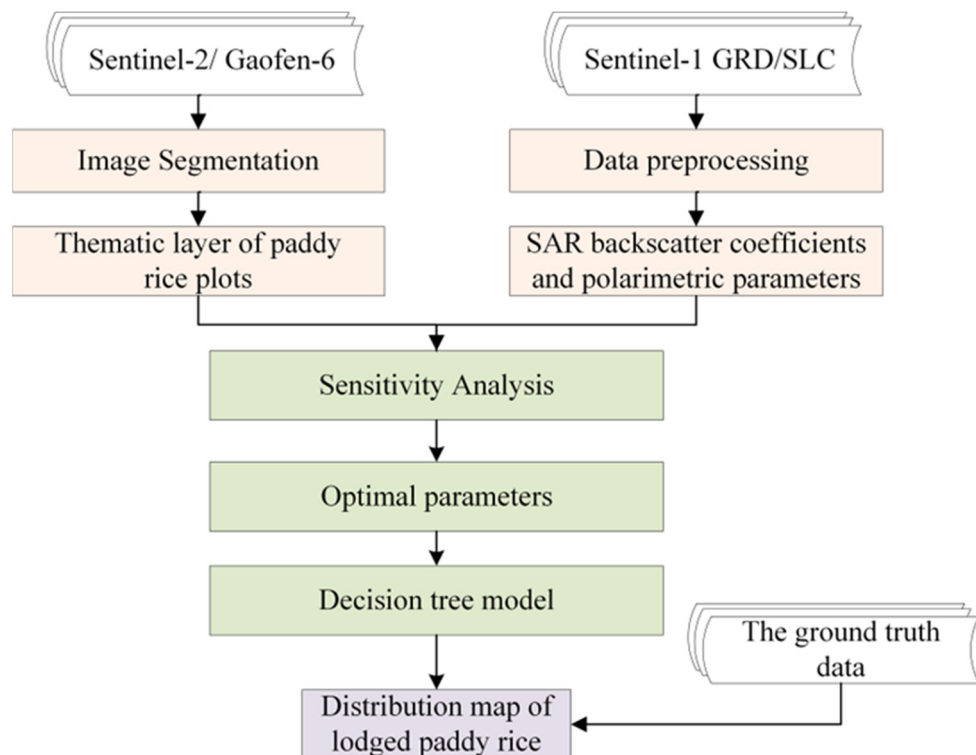 Sentinel-2/ Gaofen-6
Sentinel-1 GRD/SLC
Image Segmentation
Data preprocessing
Thematic layer of paddy
rice plots
SAR backscatter coefficients
and polarimetric parameters
Sensitivity Analysis
Optimal parameters
Decision tree model
The ground truth
data
Distribution map of
lodged paddy rice